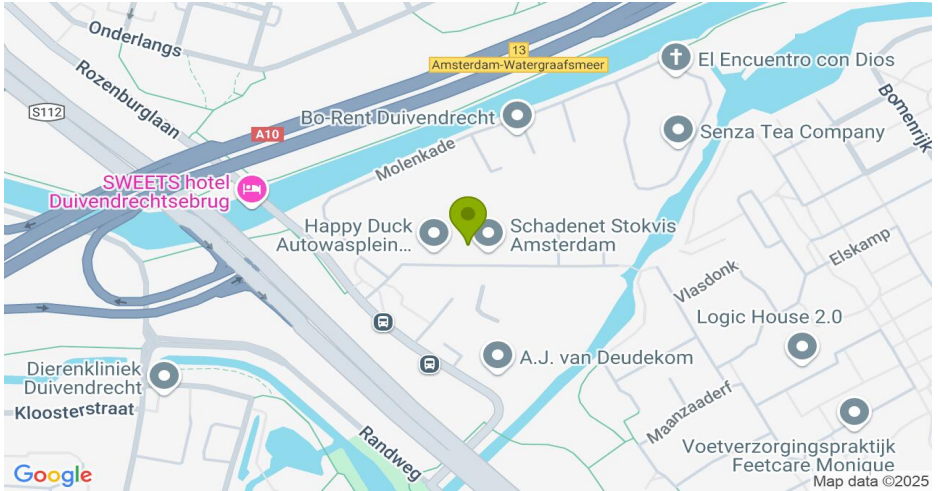 Onderlangs
Rozenburglaan
S112
A10
13
Amsterdam-Watergraafsmeer
El Encuentro con Dios
Bomenrijk
Bo-Rent Duivendrecht
Senza Tea Company
Molenkade
SWEETS hotel
Duivendrechtsebrug
Happy Duck
Autowasplein...
Schadenet Stokvis
Amsterdam
Elskamp
Vlasdonk
Logic House 2.0
A.J. van Deudekom
Dierenkliniek
Duivendrecht
Kloosterstraat
Maanzaaderf
Randweg
Voetverzorgingspraktijk
Feetcare Monique
Google
Map data ©2025